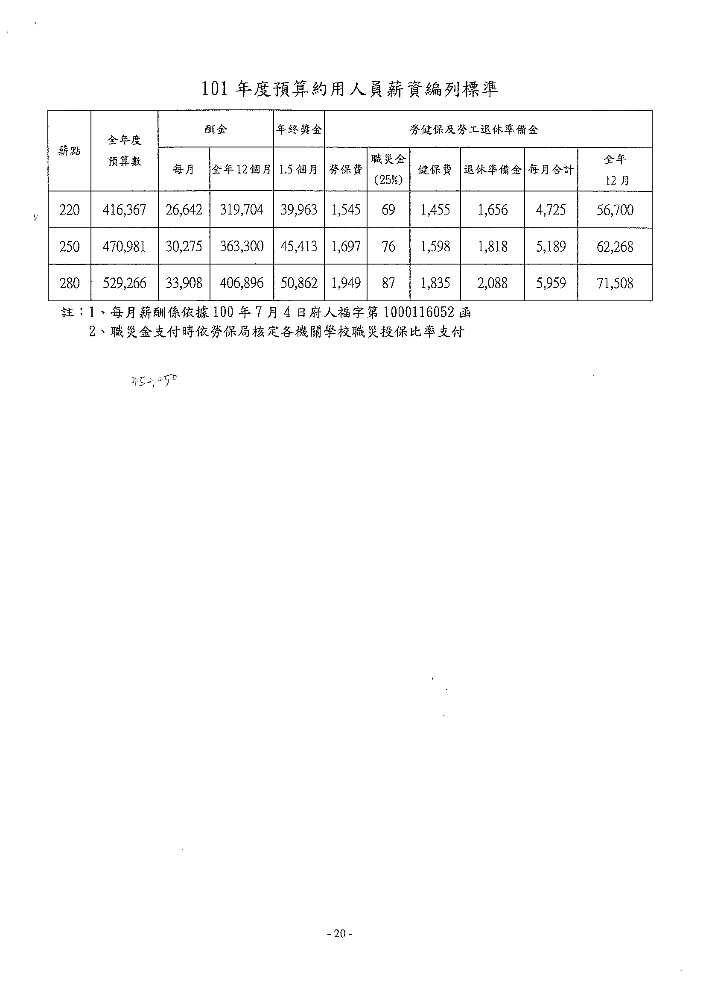 101 年度預算約用人員薪資編列標準
薪點 全年度預算數 酬金 年終獎金 勞健保及勞工退休準備金
每月 全年12個月 1.5個月 勞保費 職災金(25%) 健保費 退休準備金 每月合計 全年12月
220 416,367 26,642 319,704 39,963 1,545 69 1,455 1,656 4,725 56,700
250 470,981 30,275 363,300 45,413 1,697 76 1,598 1,818 5,189 62,268
280 529,266 33,908 406,896 50,862 1,949 87 1,835 2,088 5,959 71,508
註：1、每月薪酬係依據 100 年 7 月 4 日府人福字第 1000116052 函
2、職災金支付時依勞保局核定各機關學校職災投保比率支付
- 20 -